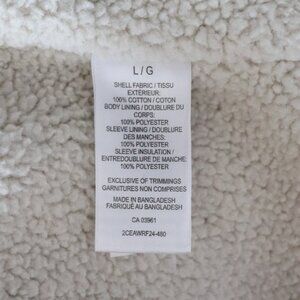 L / G
SHELL FABRIC / TISSU
EXTÉRIEUR:
100% COTTON / COTON
BODY LINING / DOUBLURE DU
CORPS:
100% POLYESTER
SLEEVE LINING / DOUBLURE
DES MANCHES:
100% POLYESTER
SLEEVE INSULATION /
ENTREDOUBLURE DE MANCHE:
100% POLYESTER
EXCLUSIVE OF TRIMMINGS
GARNITURES NON COMPRISES
MADE IN BANGLADESH
FABRIQUÉ AU BANGLADESH
CA 03961
2CEAWRF24-480